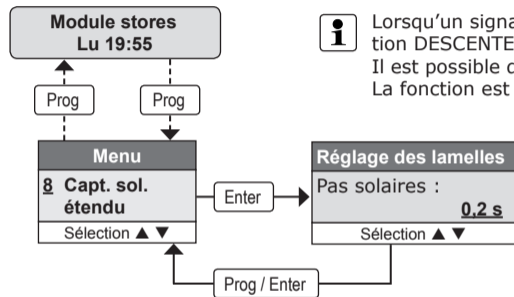 Module stores
Lu 19:55
Lorsqu'un signa
tion DESCENTE
Il est possible
La fonction est
Prog
Prog
Menu
8 Capt. sol.
étendu
Sélection ▲ ▼
Enter
Réglage des lamelles
Pas solaires :
0,2 s
Sélection ▲ ▼
Prog / Enter